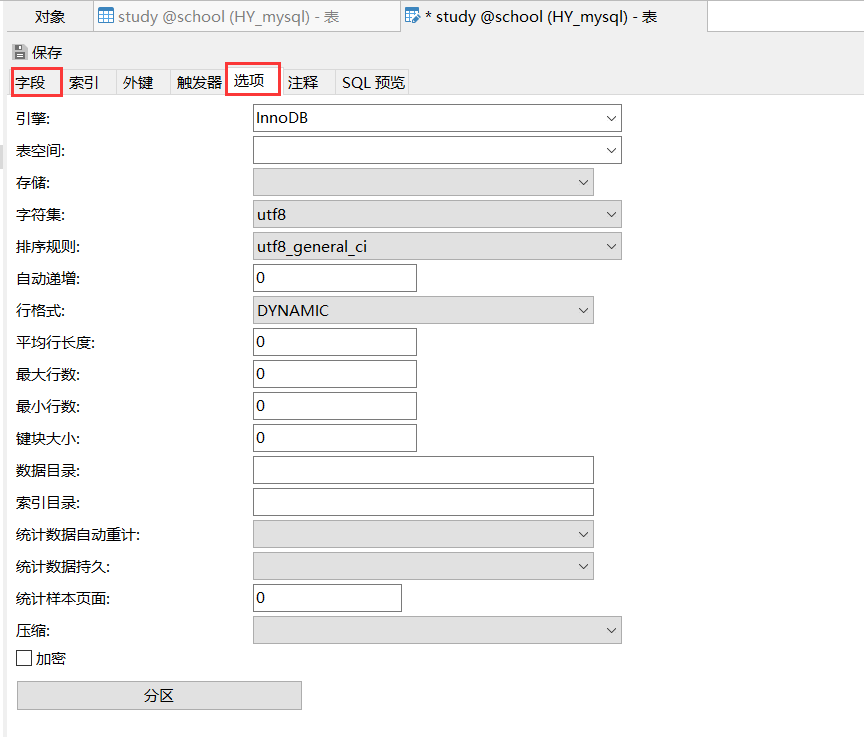 对象 study @school (HY_mysql) - 表 * study @school (HY_mysql) - 表
保存
字段 索引 外键 触发器 选项 注释 SQL 预览
引擎: InnoDB
表空间:
存储:
字符集: utf8
排序规则: utf8_general_ci
自动递增: 0
行格式: DYNAMIC
平均行长度: 0
最大行数: 0
最小行数: 0
键块大小: 0
数据目录:
索引目录:
统计数据自动重计:
统计数据持久:
统计样本页面: 0
压缩:
加密
分区